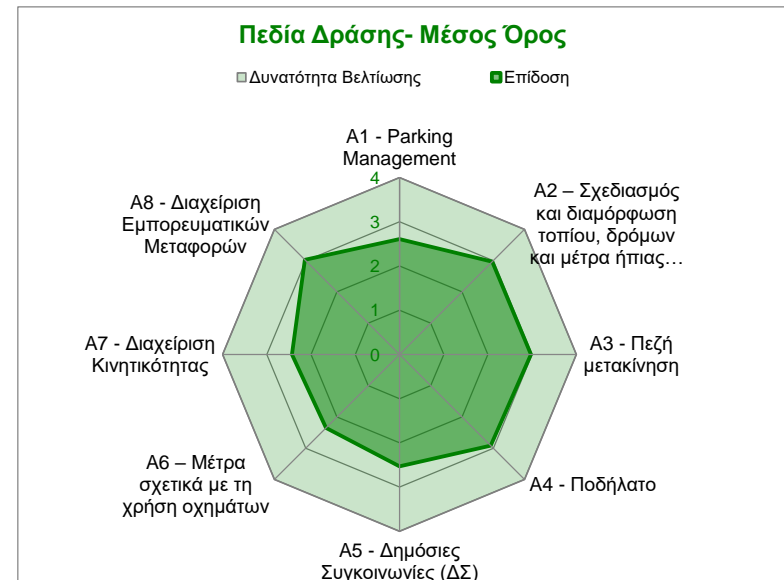 Πεδία Δράσης- Μέσος Όρος
Δυνατότητα Βελτίωσης
Επίδοση
A1 - Parking
Management
A2 – Σχεδιασμός
και διαμόρφωση
τοπίου, δρόμων
και μέτρα ήπιας…
A3 - Πεζή
μετακίνηση
A4 - Ποδήλατο
A5 - Δημόσιες
Συγκοινωνίες (ΔΣ)
A6 – Μέτρα
σχετικά με τη
χρήση οχημάτων
A7 - Διαχείριση
Κινητικότητας
A8 - Διαχείριση
Εμπορευματικών
Μεταφορών
4
3
2
1
0